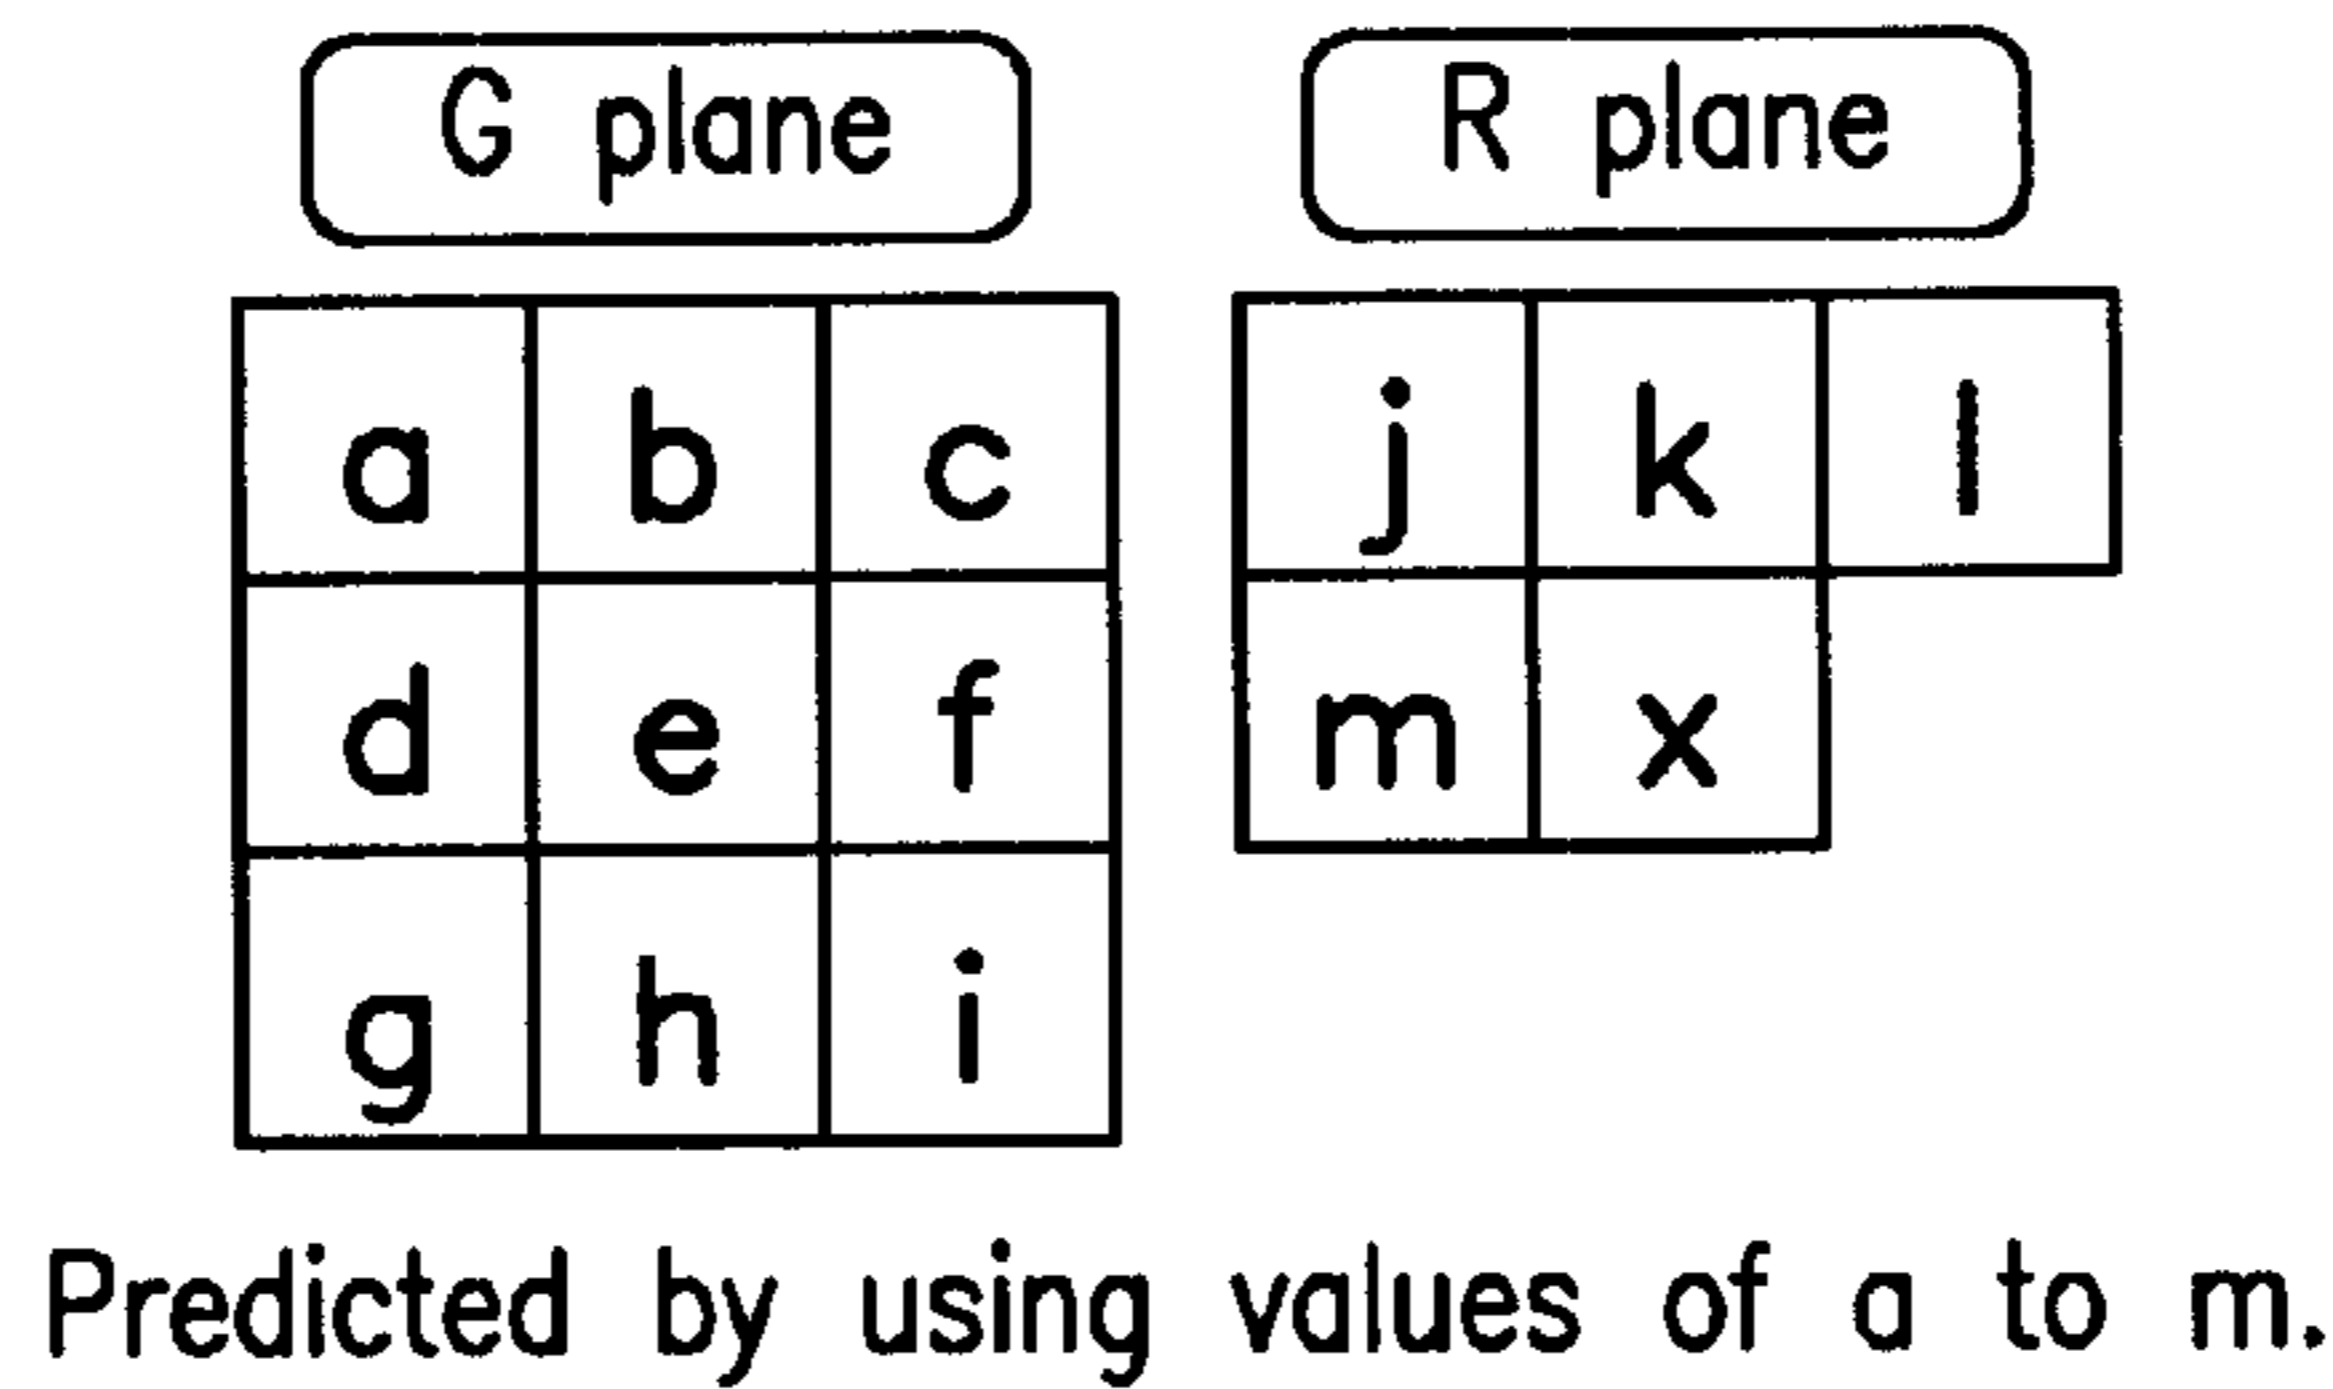 G plane R plane
a b c j k l
d e f m x
g h i
Predicted by using values of a to m.